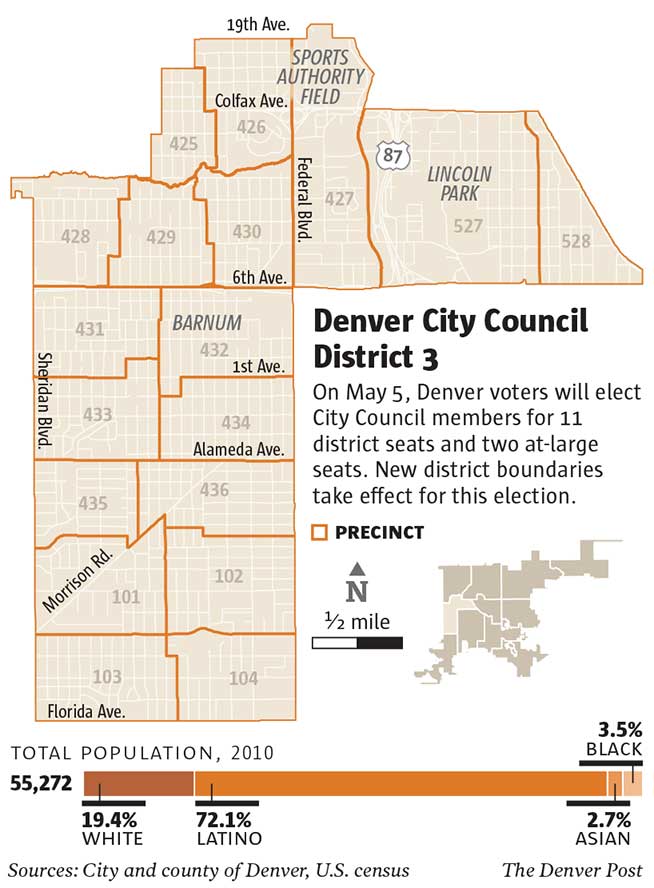 19th Ave.
SPORTS
AUTHORITY
FIELD
Colfax Ave.
426
425
87
LINCOLN
PARK
Federal Blvd.
427
527
428
429
430
528
6th Ave.
431
BARNUM
432
1st Ave.
Sheridan Blvd.
433
434
Alameda Ave.
435
436
Morrison Rd.
101
102
103
104
Florida Ave.
Denver City Council
District 3
On May 5, Denver voters will elect
City Council members for 11
district seats and two at-large
seats. New district boundaries
take effect for this election.
PRECINCT
N
½ mile
TOTAL POPULATION, 2010
55,272
19.4%
WHITE
72.1%
LATINO
3.5%
BLACK
2.7%
ASIAN
Sources: City and county of Denver, U.S. census
The Denver Post